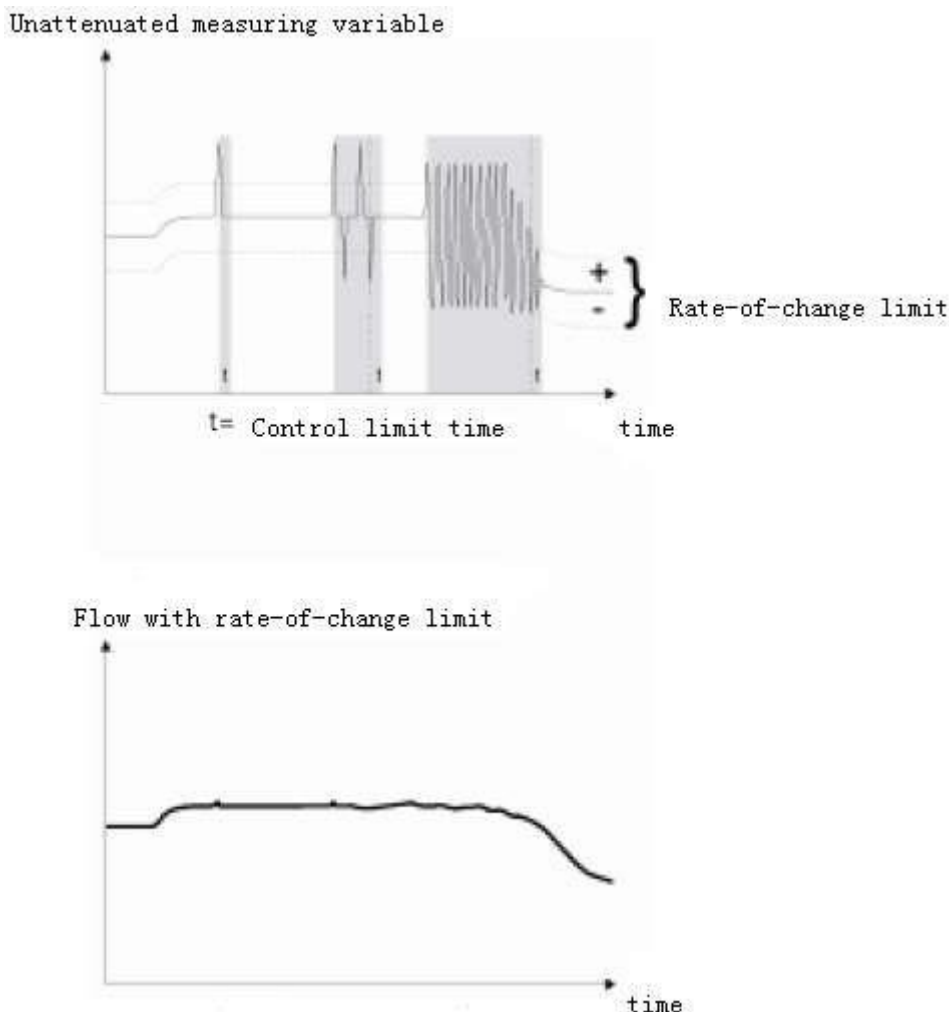 Unattenuated measuring variable
+
-
Rate-of-change limit
t
t
t
t= Control limit time
time
Flow with rate-of-change limit
time